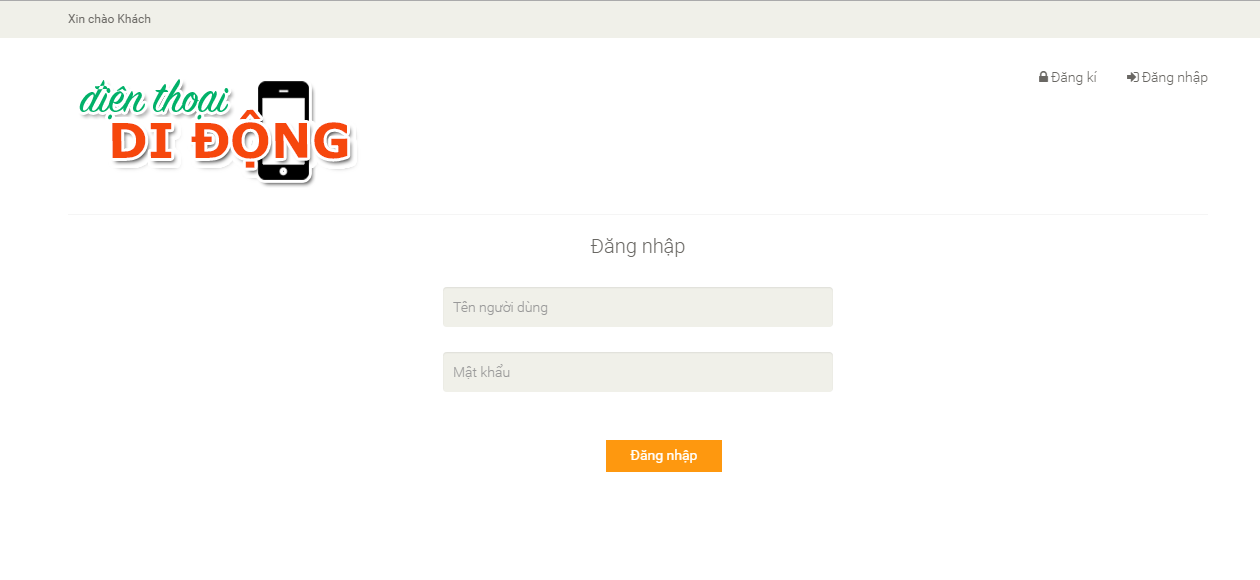 Xin chào Khách
Đăng kí Đăng nhập
điện thoại
DI ĐỘNG
Đăng nhập
Tên người dùng
Mật khẩu
Đăng nhập